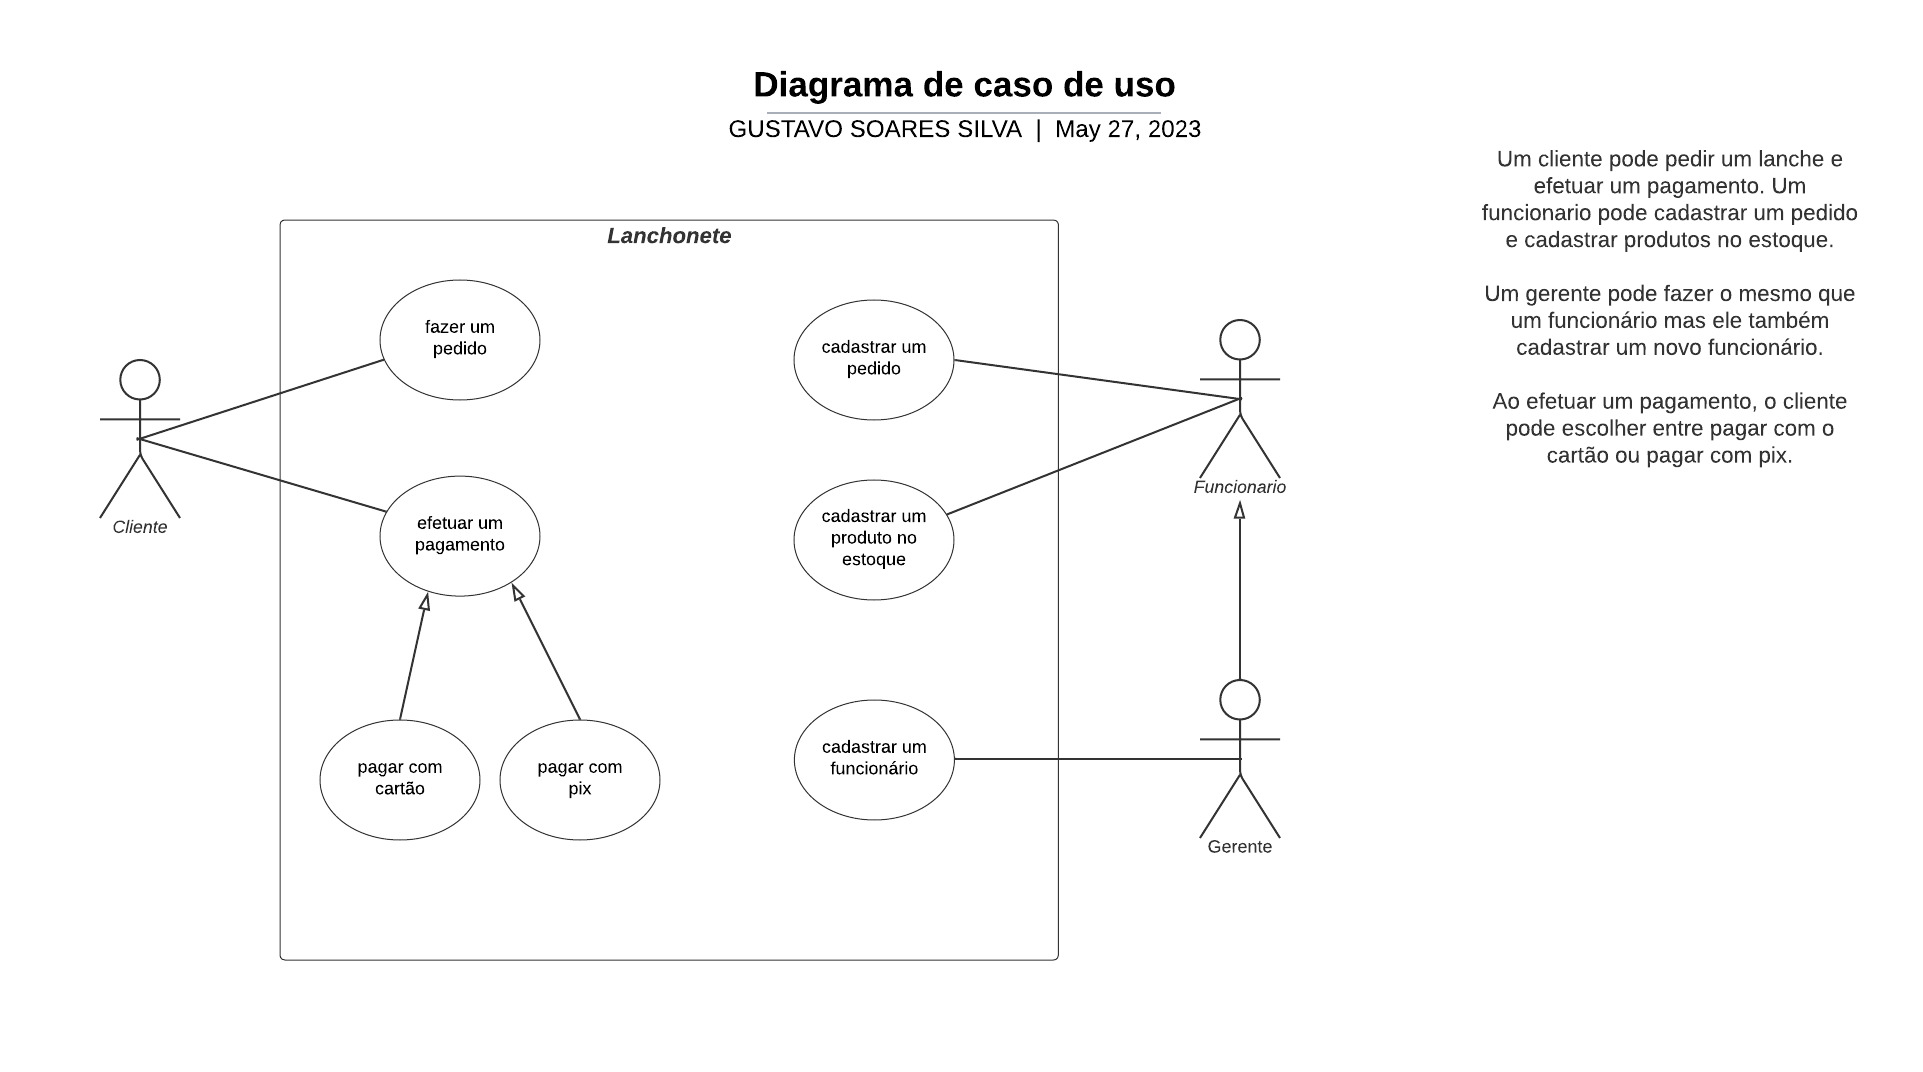 Diagrama de caso de uso
GUSTAVO SOARES SILVA | May 27, 2023
Um cliente pode pedir um lanche e
efetuar um pagamento. Um
funcionario pode cadastrar um pedido
e cadastrar produtos no estoque.
Um gerente pode fazer o mesmo que
um funcionário mas ele também
cadastrar um novo funcionário.
Ao efetuar um pagamento, o cliente
pode escolher entre pagar com o
cartão ou pagar com pix.
Lanchonete
fazer um
pedido
cadastrar um
pedido
Cliente
Funcionario
efetuar um
pagamento
cadastrar um
produto no
estoque
pagar com
cartão
pagar com
pix
cadastrar um
funcionário
Gerente